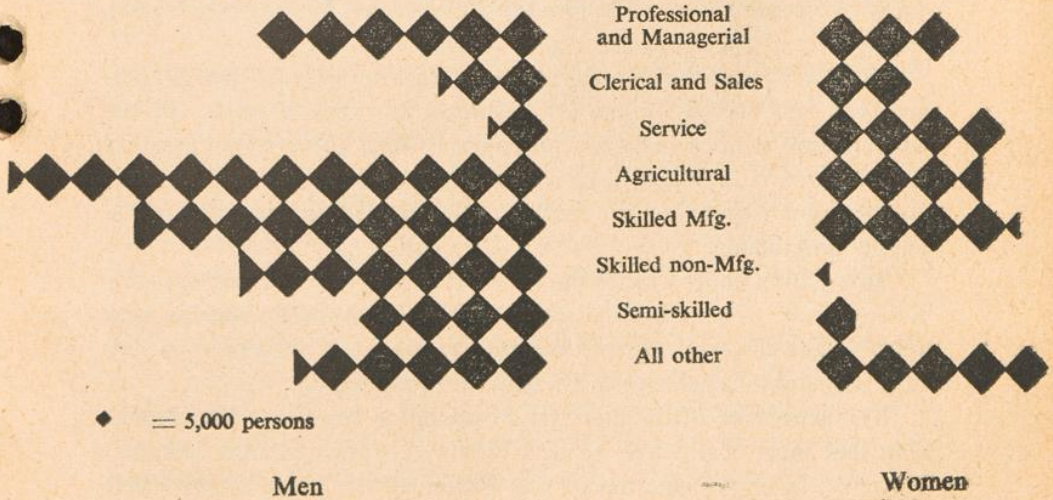 Professional
and Managerial
Clerical and Sales
Service
Agricultural
Skilled Mfg.
Skilled non-Mfg.
Semi-skilled
All other
= 5,000 persons
Men
Women